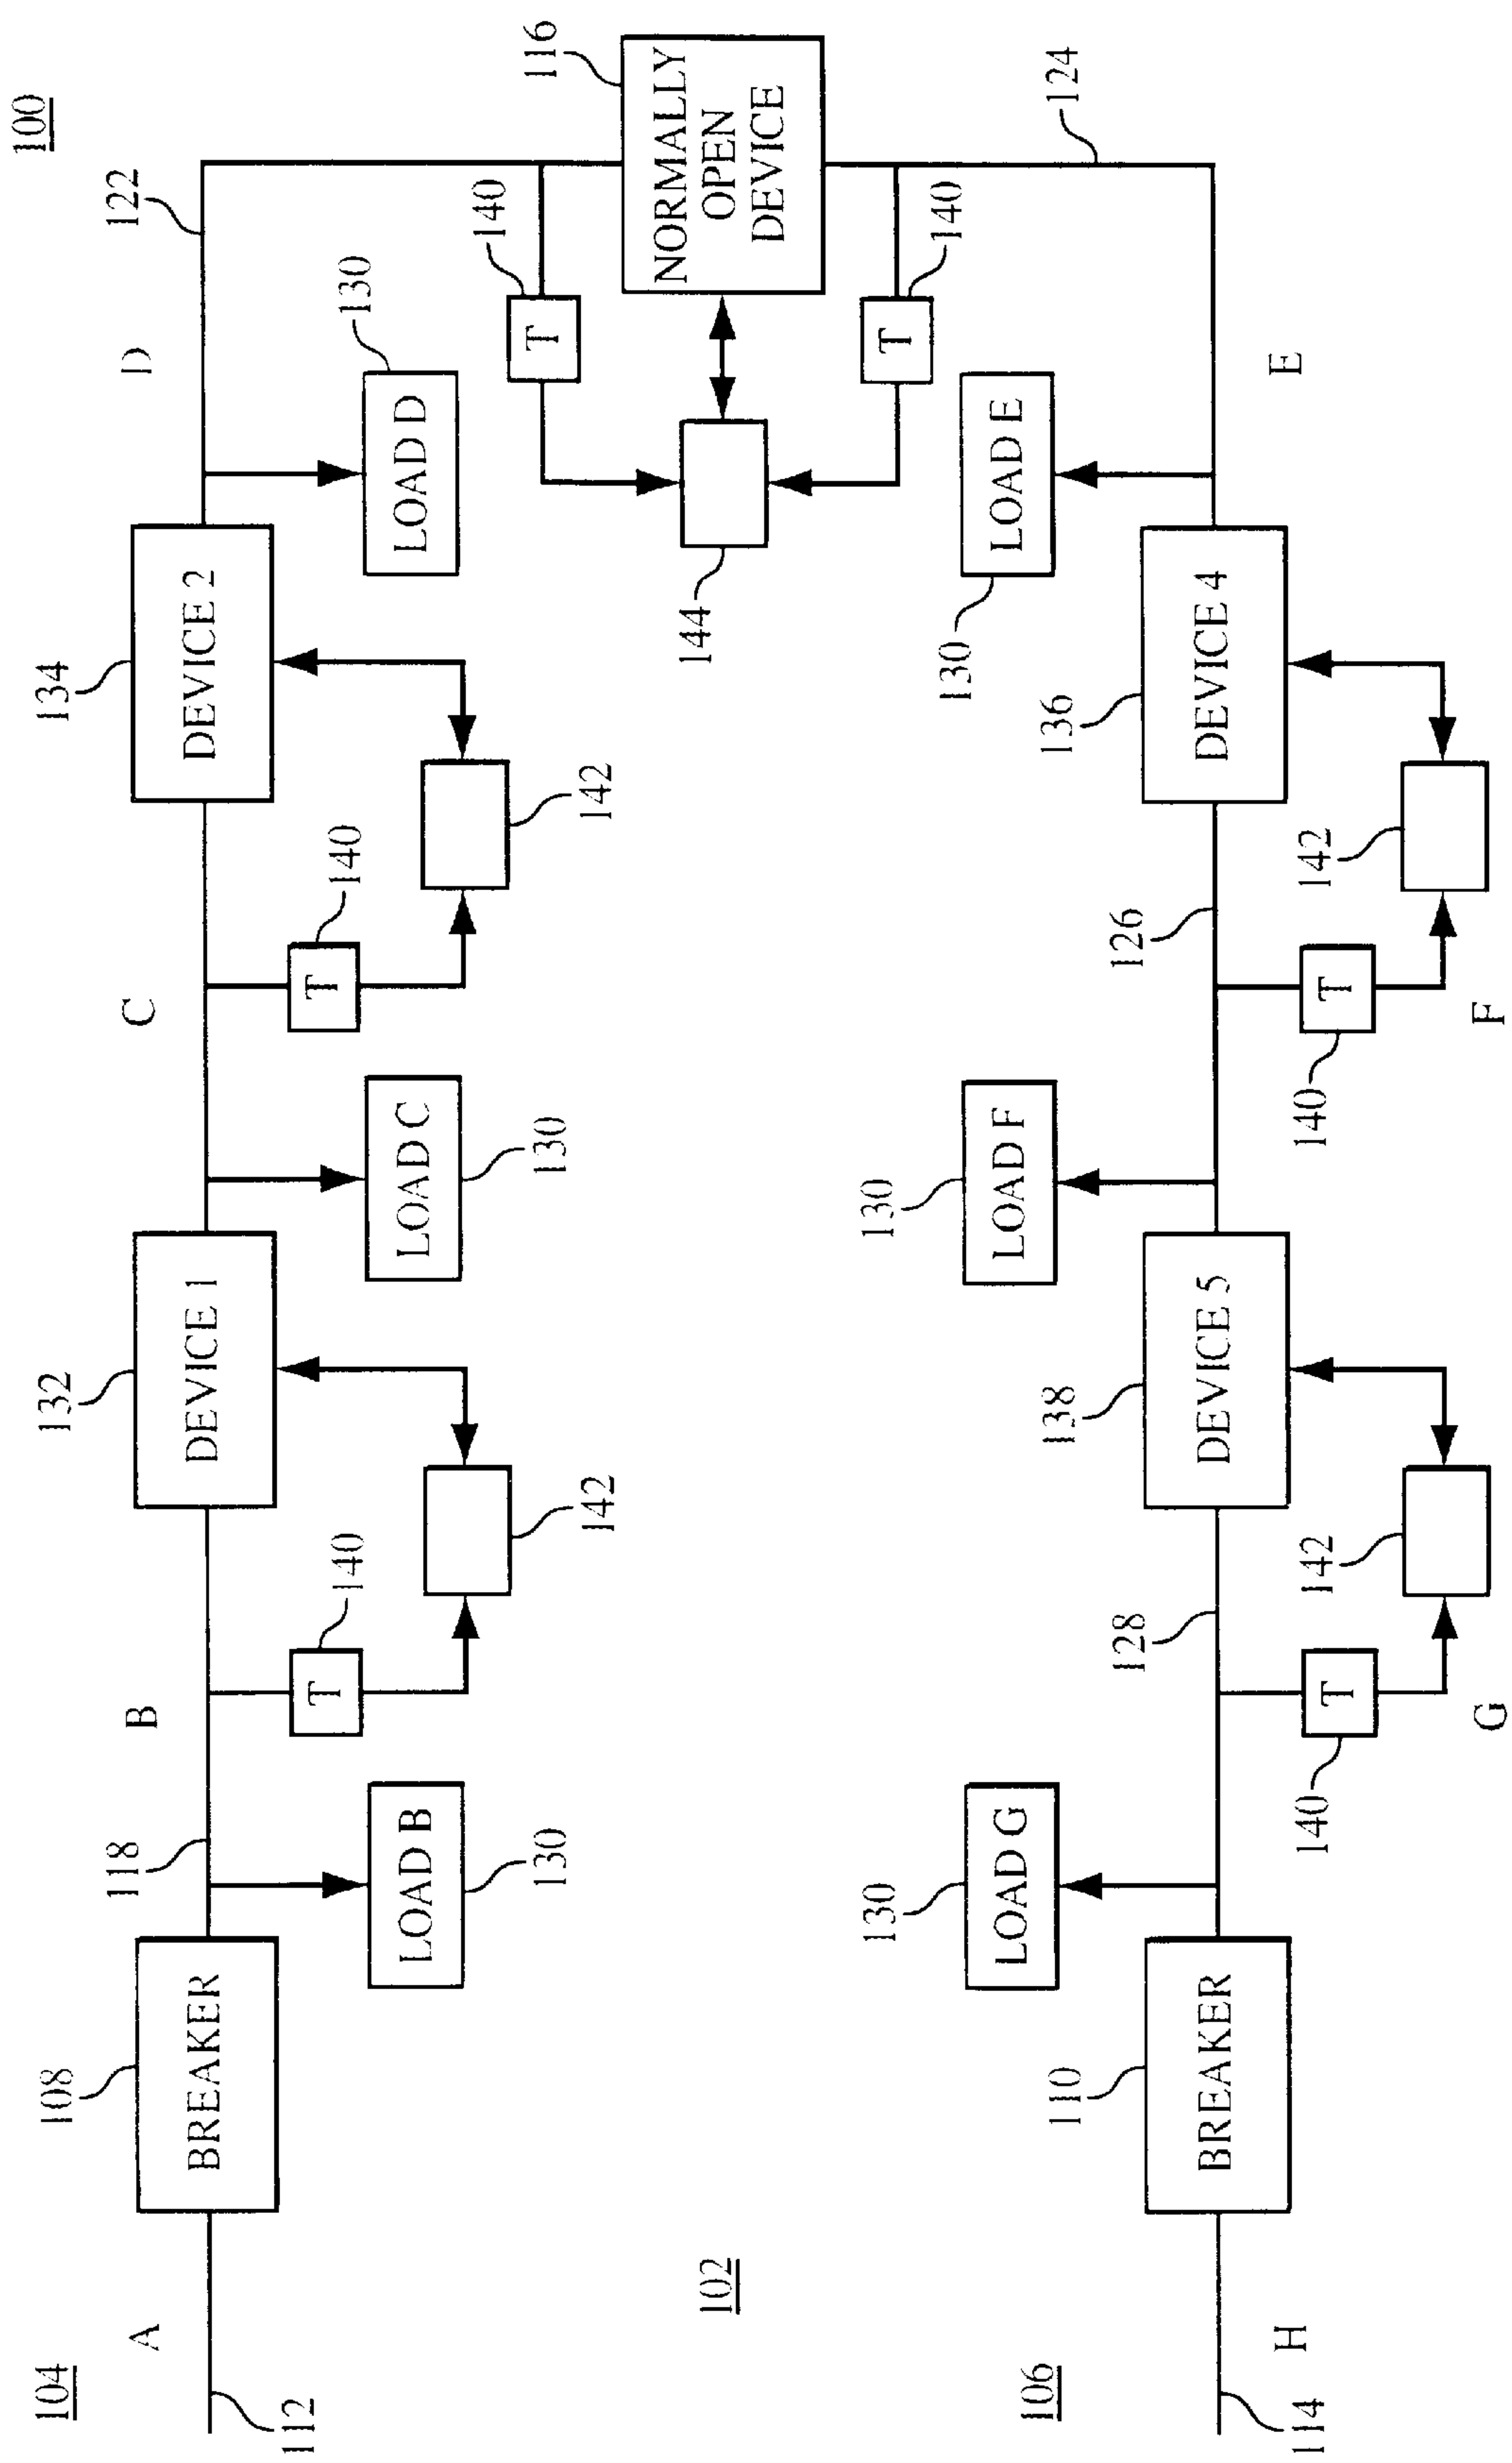 100
104
A
112
108
BREAKER
118
LOAD B
130
B
T
140
142
132
DEVICE 1
LOAD C
130
C
T
140
142
134
DEVICE 2
D
LOAD D
130
122
140
T
116
NORMALLY
OPEN
DEVICE
144
T
140
124
102
106
H
114
110
BREAKER
130
LOAD G
128
G
T
140
142
138
DEVICE 5
130
LOAD F
126
F
T
140
142
136
DEVICE 4
130
LOAD E
E